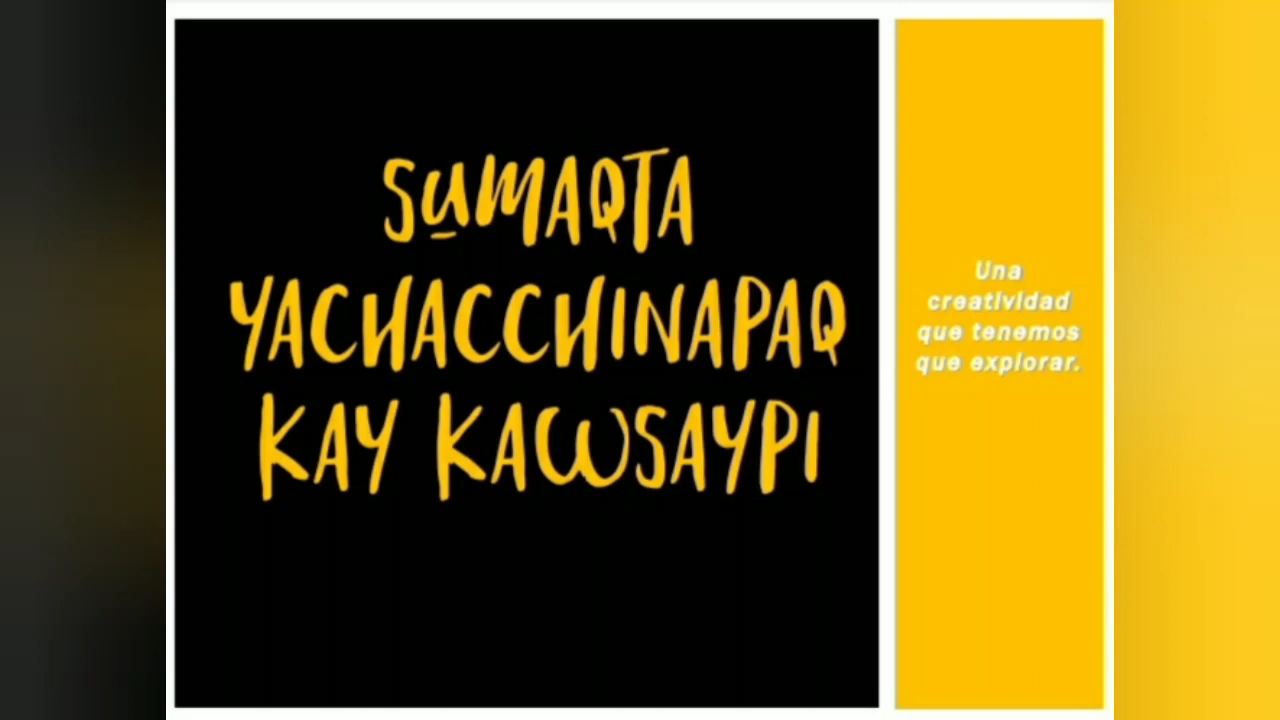 SUMAQTA
YACHACCHINAPAQ
KAY KAWSAYPI
Una
creatividad
que tenemos
que explorar.